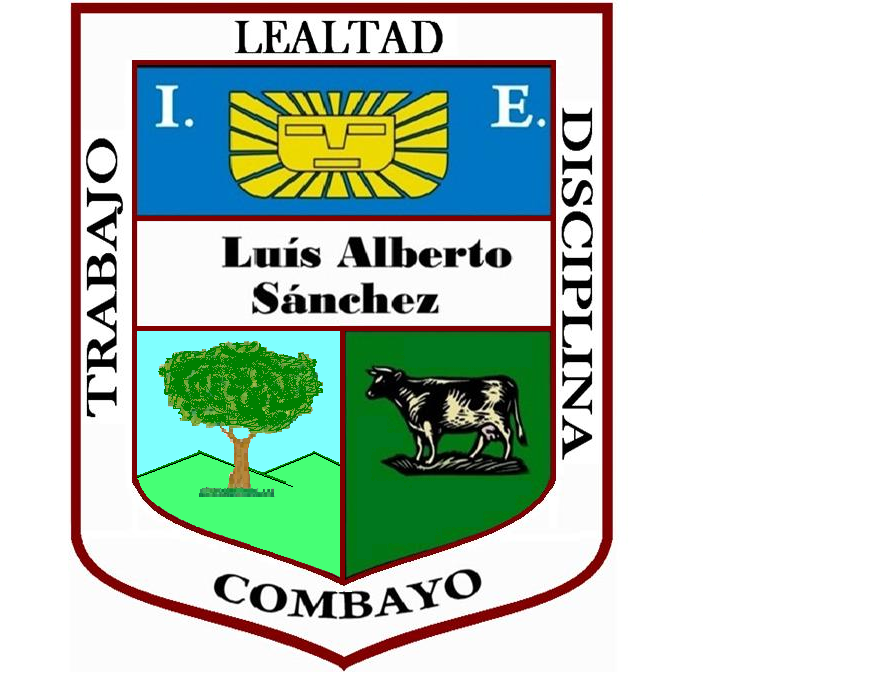 LEALTAD
I. E.
TRABAJO
DISCIPLINA
Luís Alberto
Sánchez
COMBAYO